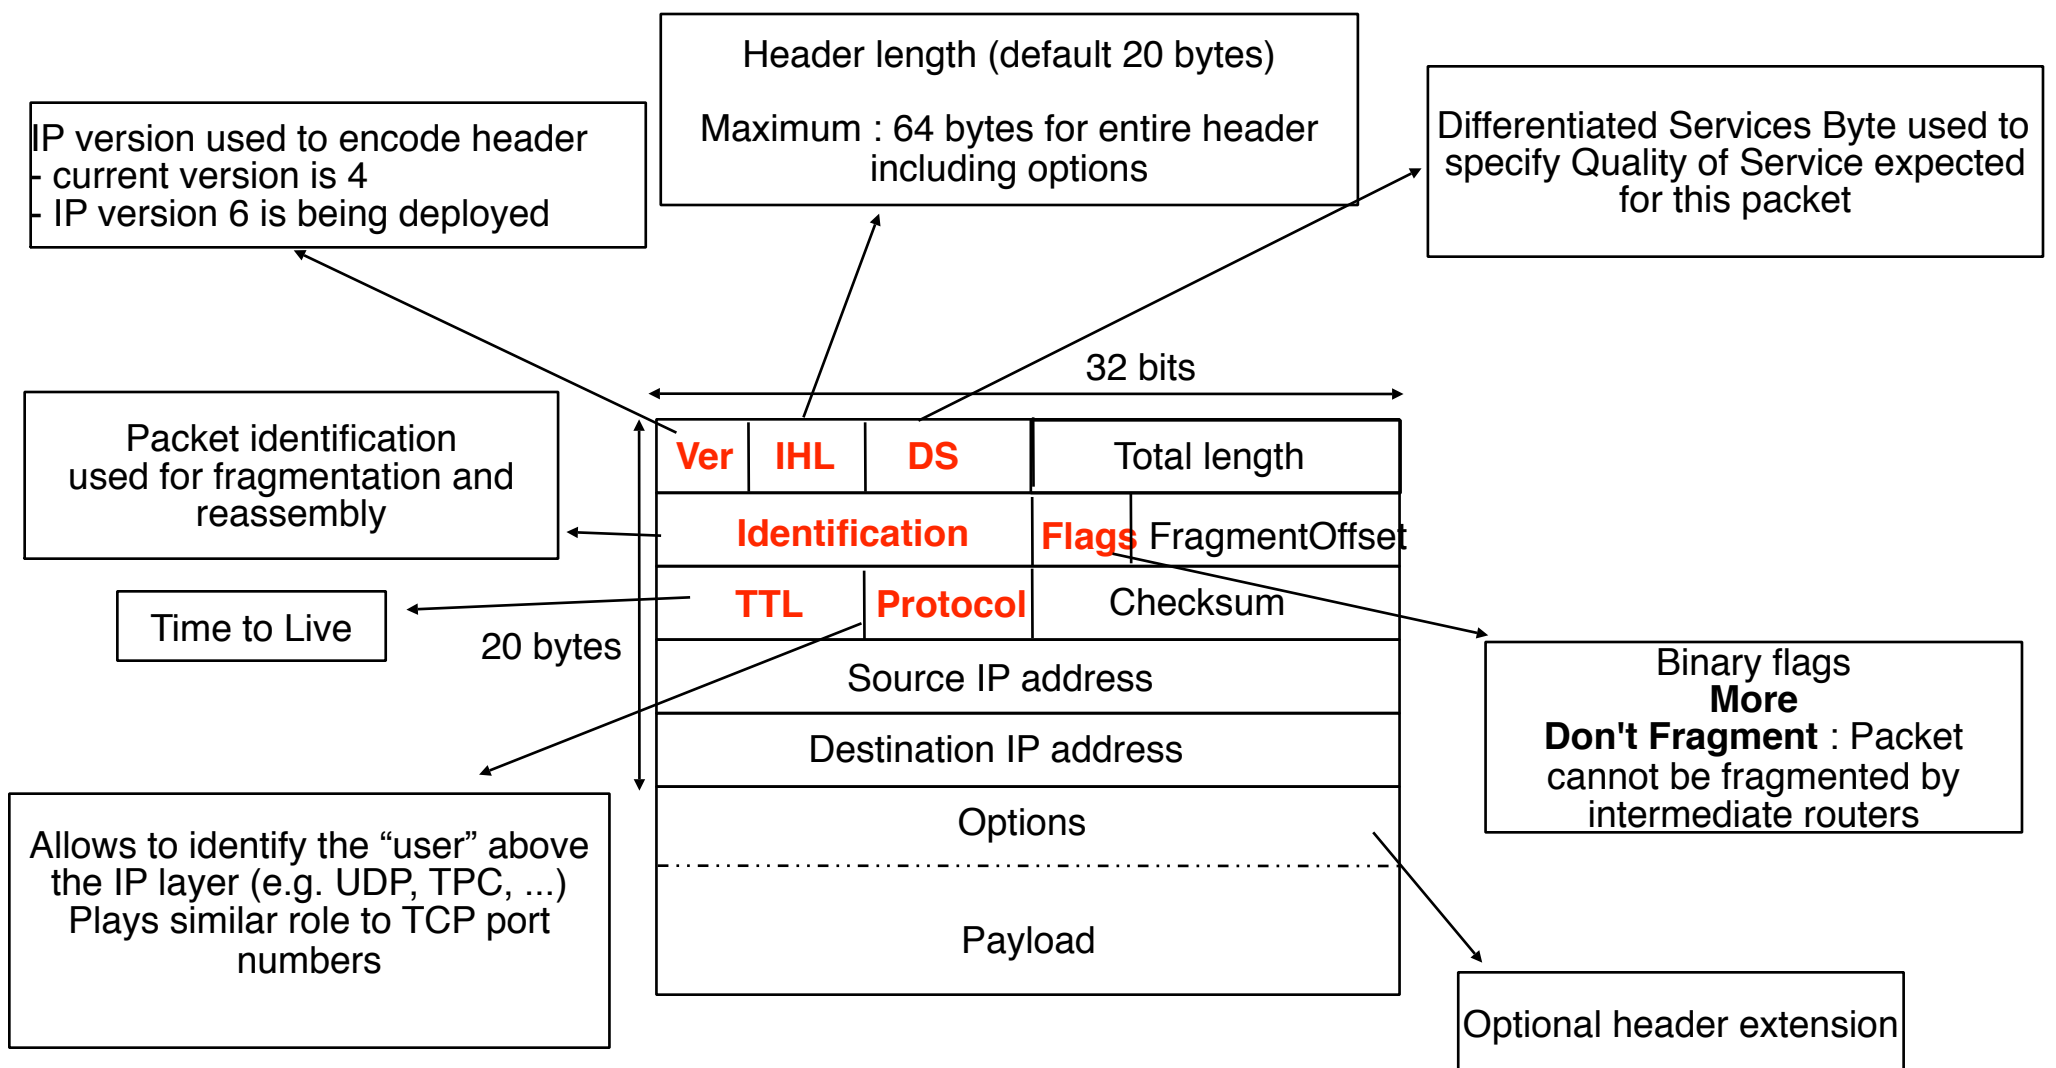 Header length (default 20 bytes)
Maximum : 64 bytes for entire header
including options
IP version used to encode header
- current version is 4
- IP version 6 is being deployed
Differentiated Services Byte used to
specify Quality of Service expected
for this packet
32 bits
Packet identification
used for fragmentation and
reassembly
Ver IHL DS Total length
Identification Flags FragmentOffset
TTL Protocol Checksum
Time to Live
20 bytes
Source IP address
Destination IP address
Options
Payload
Binary flags
More
Don't Fragment : Packet
cannot be fragmented by
intermediate routers
Allows to identify the “user” above
the IP layer (e.g. UDP, TPC, ...)
Plays similar role to TCP port
numbers
Optional header extension